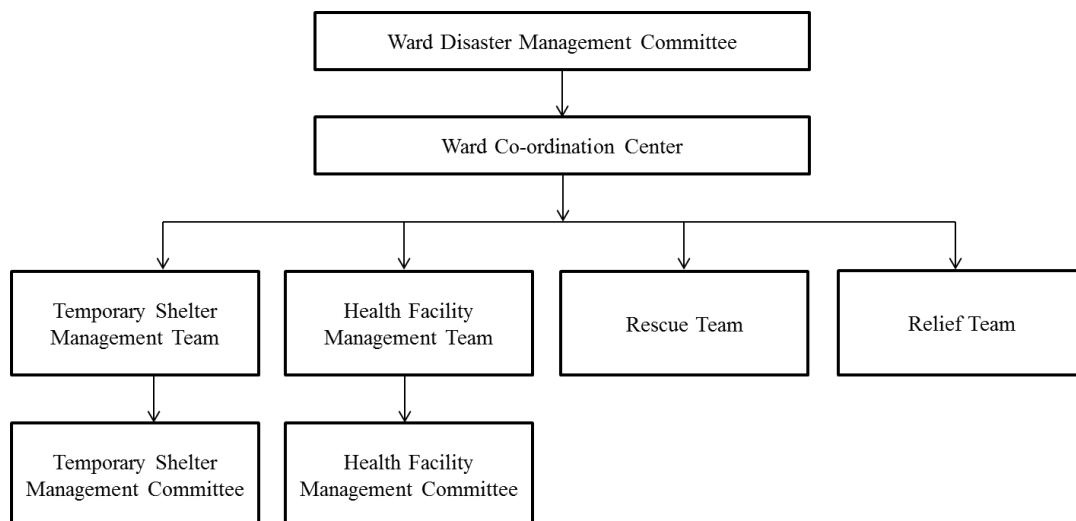 Ward Disaster Management Committee
Ward Co-ordination Center
Temporary Shelter
Management Team
Health Facility
Management Team
Rescue Team
Relief Team
Temporary Shelter
Management Committee
Health Facility
Management Committee